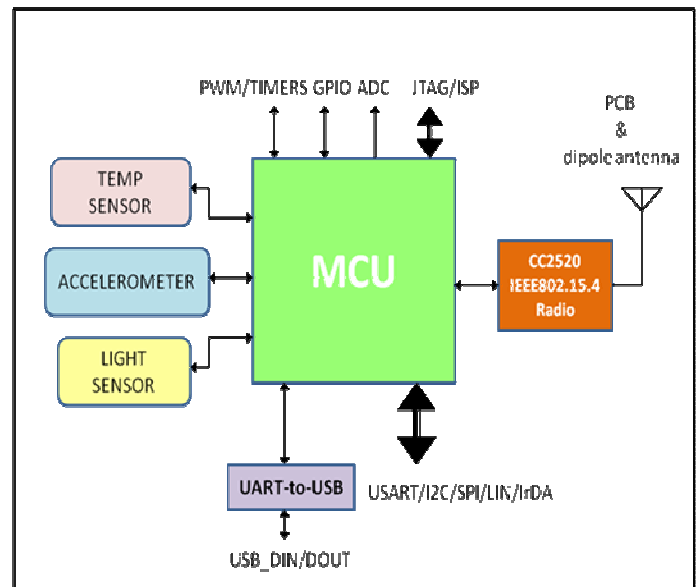 PWM/TIMERS GPIO ADC JTAG/ISP
PCB
&
dipole antenna
TEMP
SENSOR
ACCELEROMETER
LIGHT
SENSOR
MCU
CC2520
IEEE802.15.4
Radio
UART-to-USB
USART/I2C/SPI/LIN/IrDA
USB_DIN/DOUT